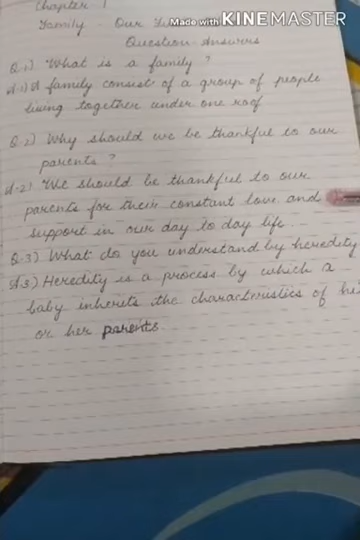 Chapter 1
Made with KINEMASTER
Family - Our
Question-Answers
Q.1) What is a family?
A.1) A family consist of a group of people
living together under one roof
Q.2) Why should we be thankful to our
parents?
A.2) We should be thankful to our
parents for their constant love and
support in our day to day life
Q.3) What do you understand by heredity
A.3) Heredity is a process by which a
baby inherits the characteristics of
or her parents